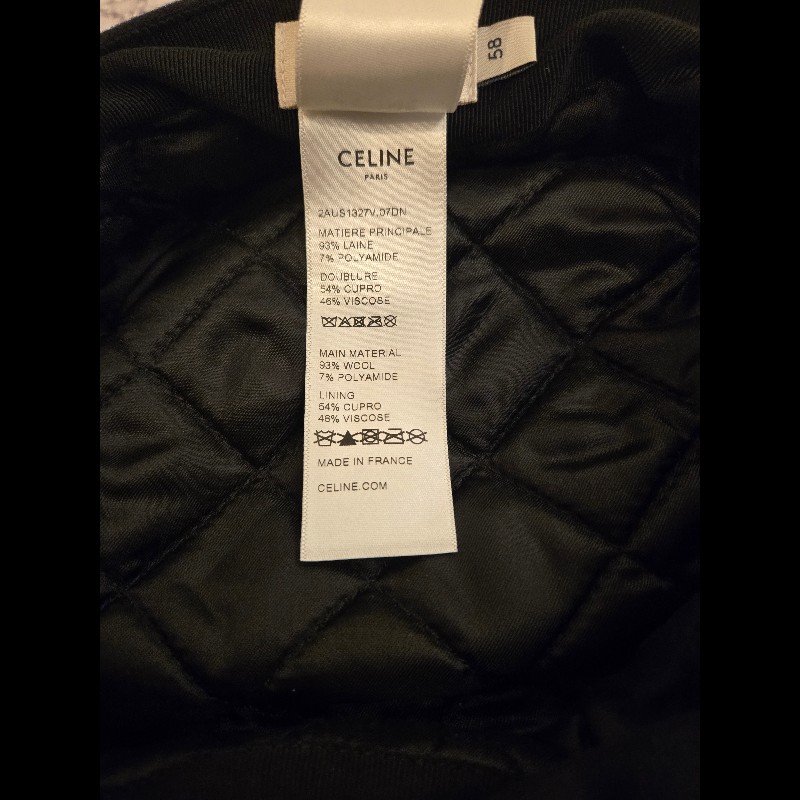 58
CELINE
PARIS
2AUS1327V.07DN
MATIERE PRINCIPALE
93% LAINE
7% POLYAMIDE
DOUBLURE
54% CUPRO
46% VISCOSE
MAIN MATERIAL
93% WOOL
7% POLYAMIDE
LINING
54% CUPRO
46% VISCOSE
MADE IN FRANCE
CELINE.COM